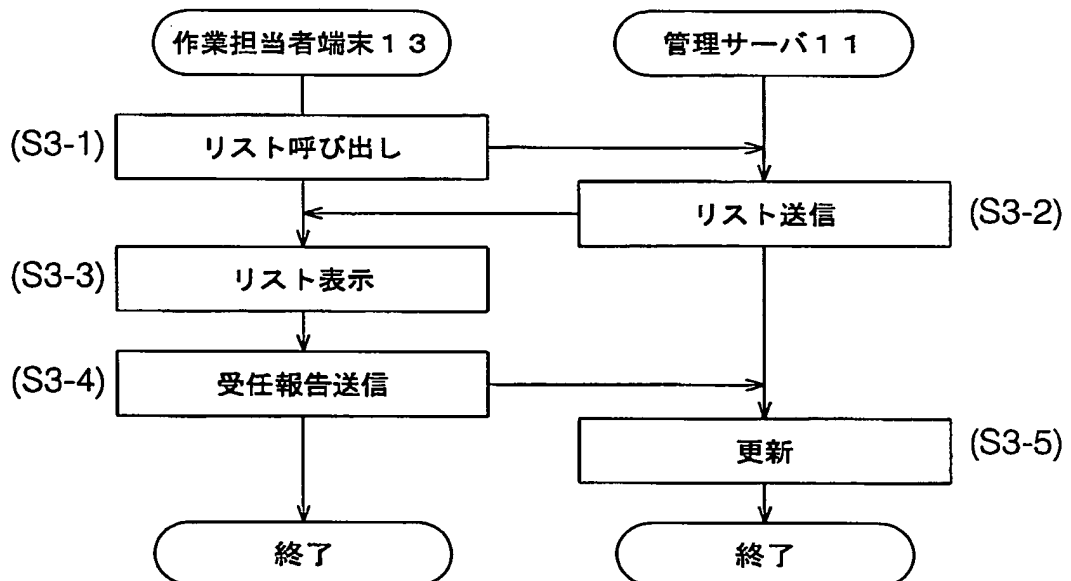 作業担当者端末13
管理サーバ11
(S3-1)
リスト呼び出し
リスト送信
(S3-2)
(S3-3)
リスト表示
(S3-4)
受任報告送信
更新
(S3-5)
終了
終了